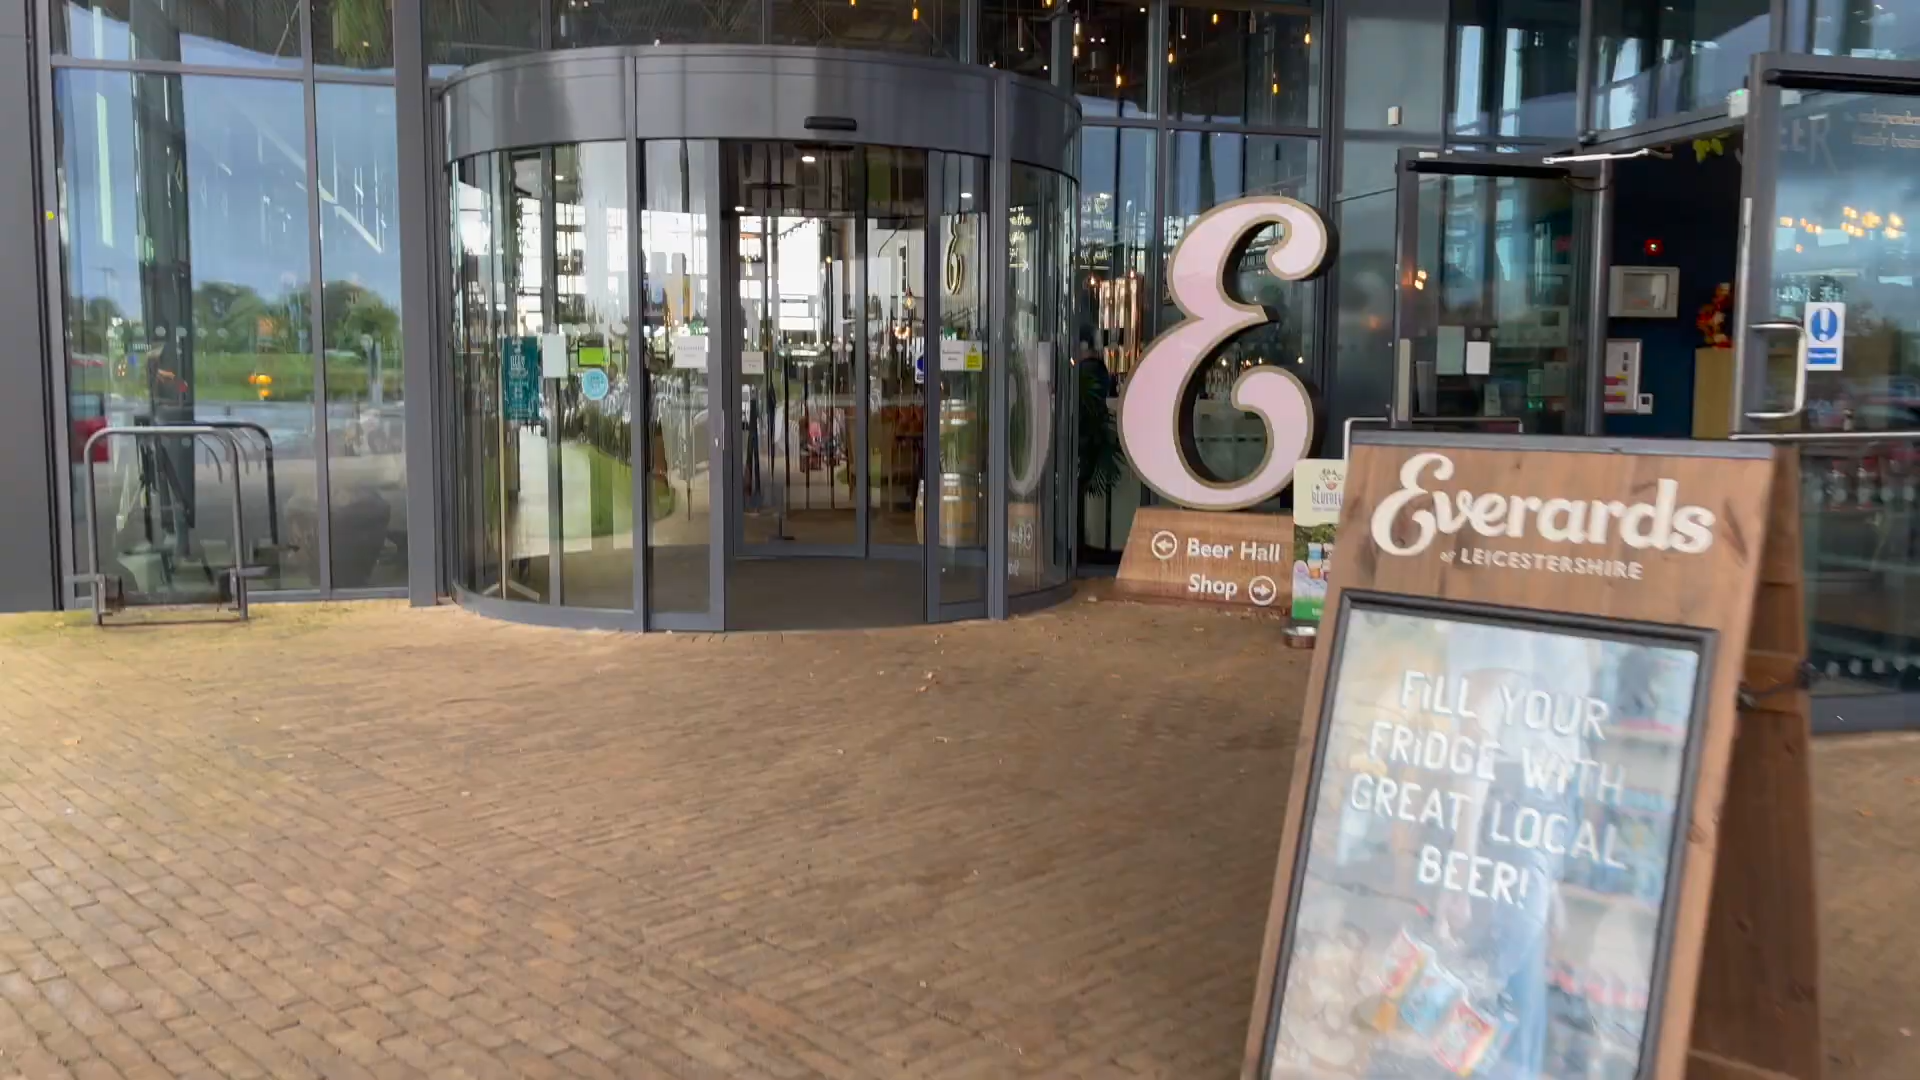 E
Beer Hall
Shop
Everards
of LEICESTERSHIRE
FILL YOUR
FRIDGE WITH
GREAT LOCAL
BEER!